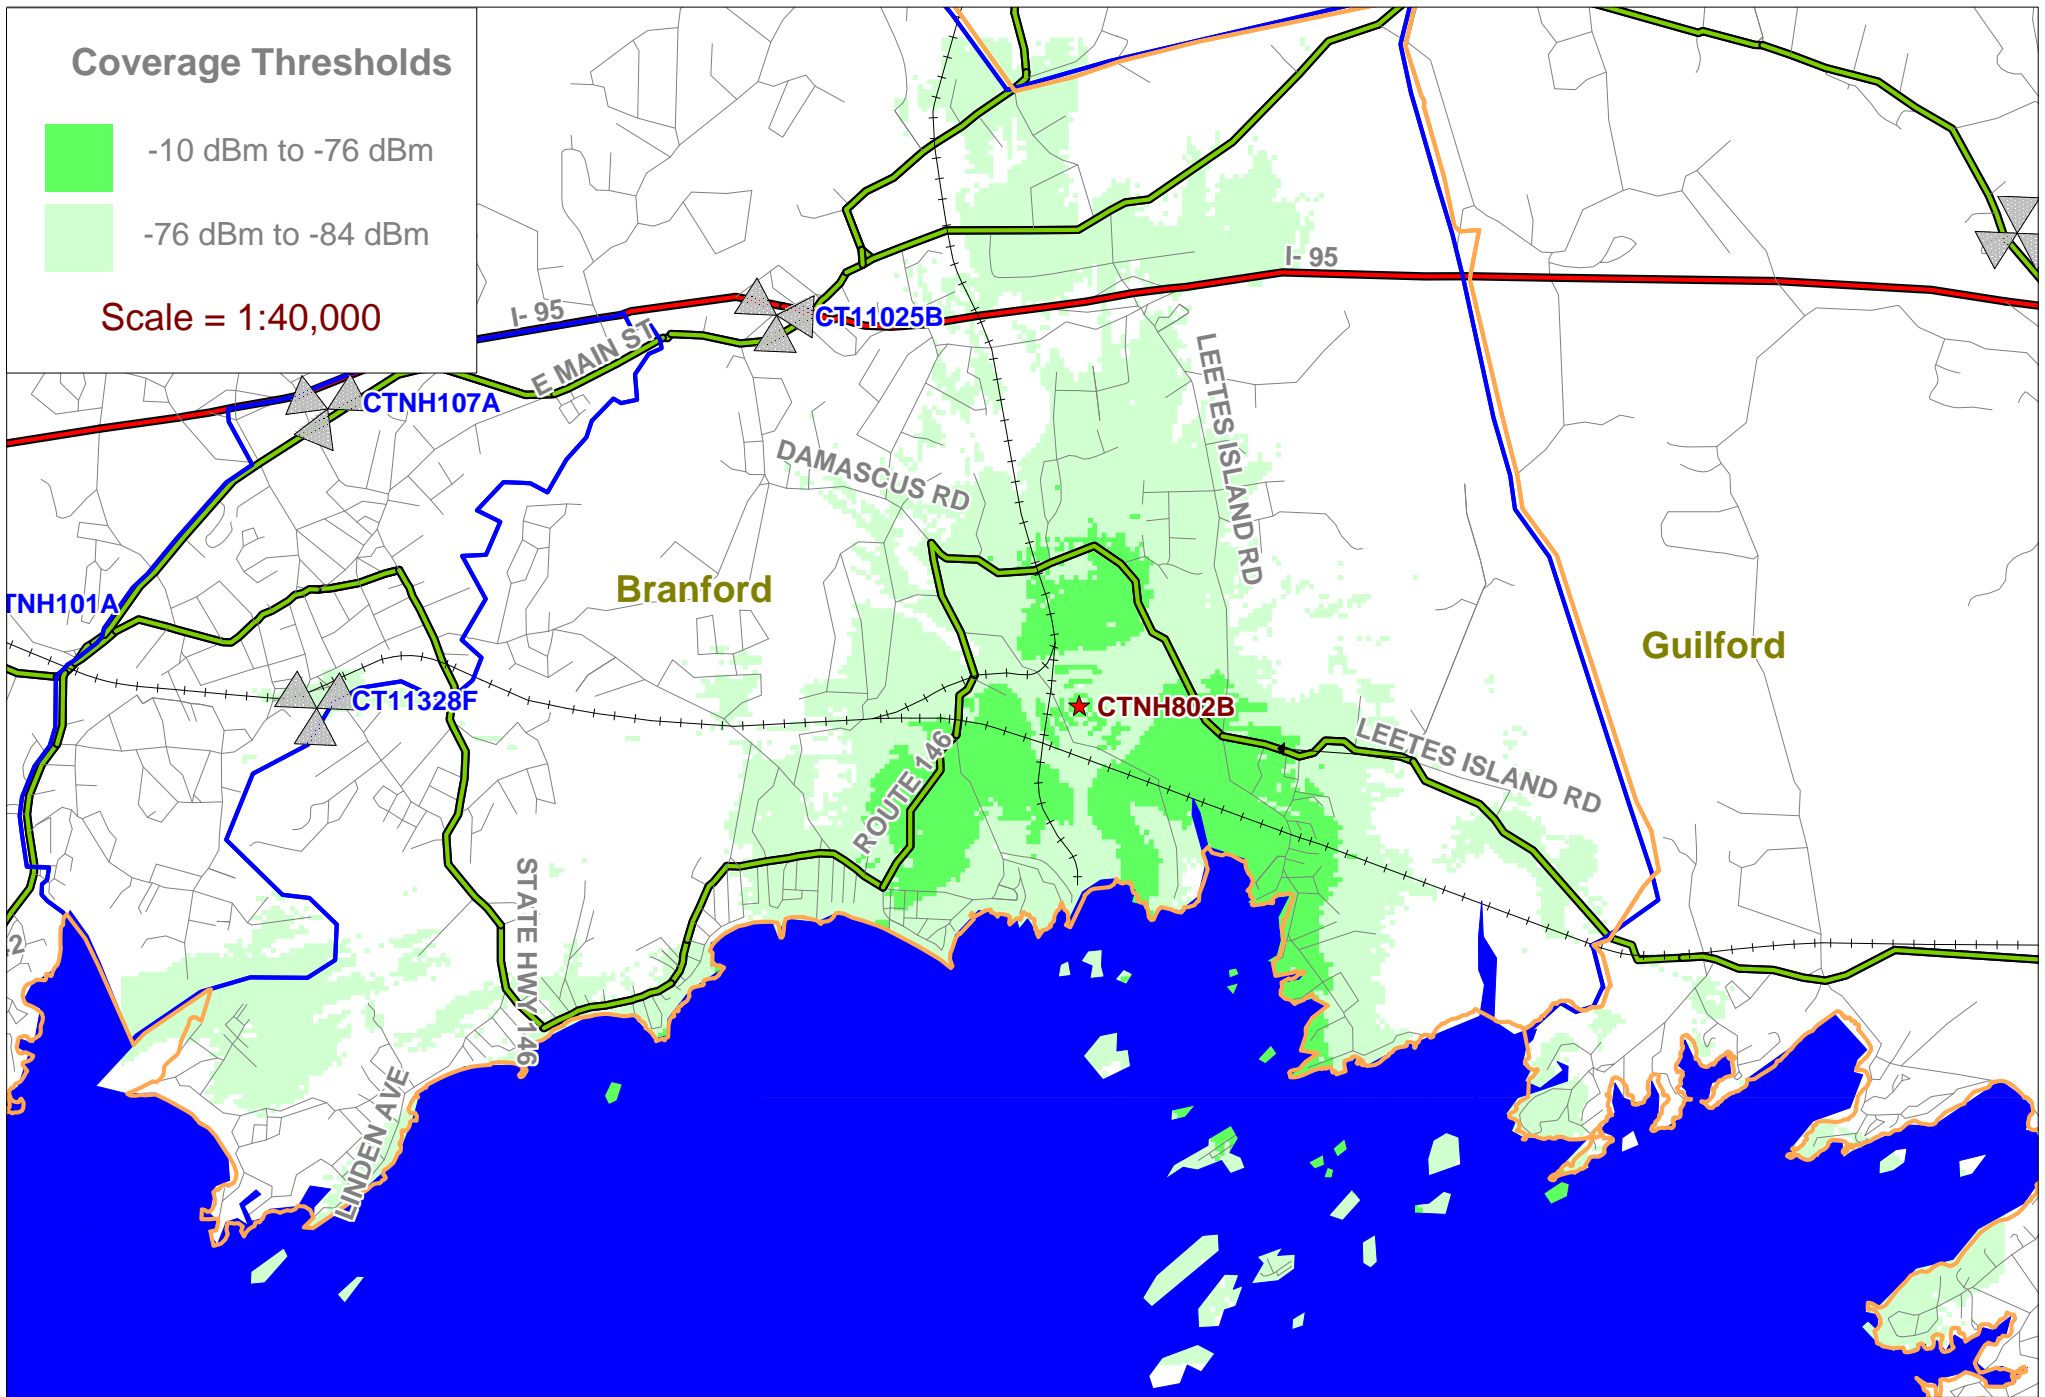 Coverage Thresholds
-10 dBm to -76 dBm
-76 dBm to -84 dBm
Scale = 1:40,000
I- 95
I- 95
CT11025B
E MAIN ST
CTNH107A
LEETES ISLAND RD
DAMASCUS RD
Branford
TNH101A
Guilford
CT11328F
CTNH802B
LEETES ISLAND RD
ROUTE 146
STATE HWY 146
2
LINDEN AVE